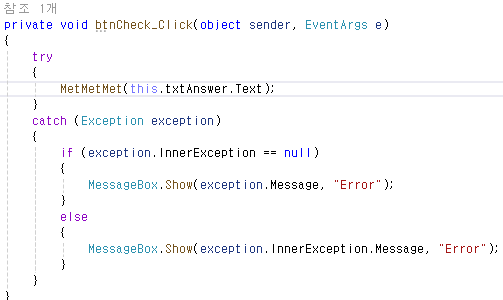 참조 1개
private void btnCheck_Click(object sender, EventArgs e)
{
try
{
MetMetMet(this.txtAnswer.Text);
}
catch (Exception exception)
{
if (exception.InnerException == null)
{
MessageBox.Show(exception.Message, "Error");
}
else
{
MessageBox.Show(exception.InnerException.Message, "Error");
}
}
}